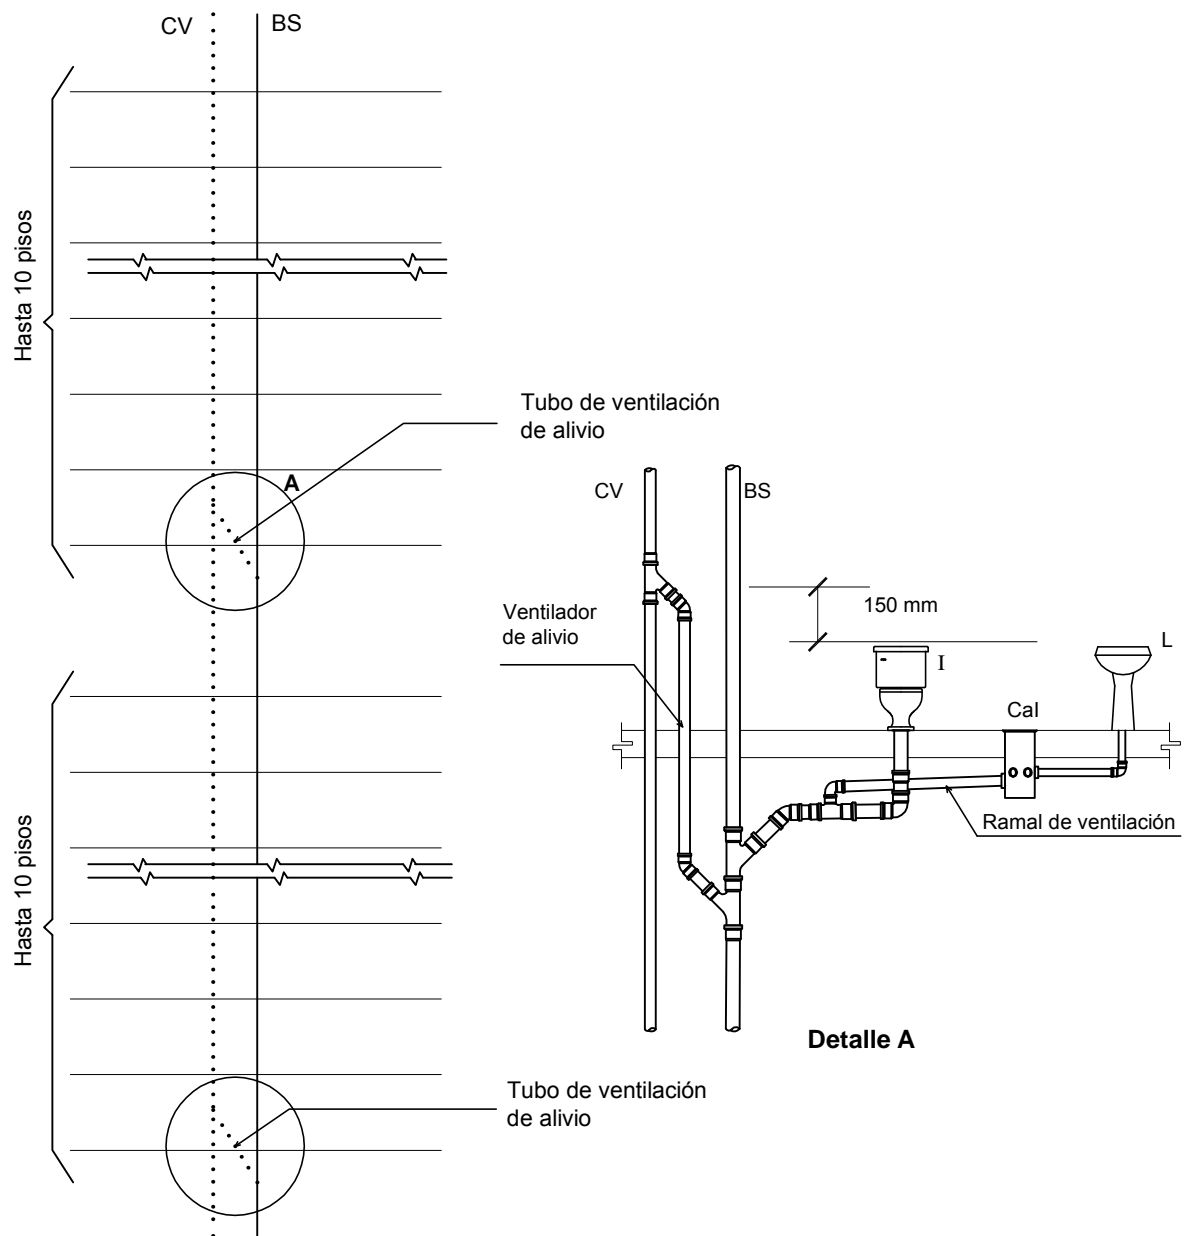 CV
BS
Hasta 10 pisos
Tubo de ventilación
de alivio
A
CV
BS
150 mm
Ventilador
de alivio
I
L
CaI
Ramal de ventilación
Hasta 10 pisos
Detalle A
Tubo de ventilación
de alivio